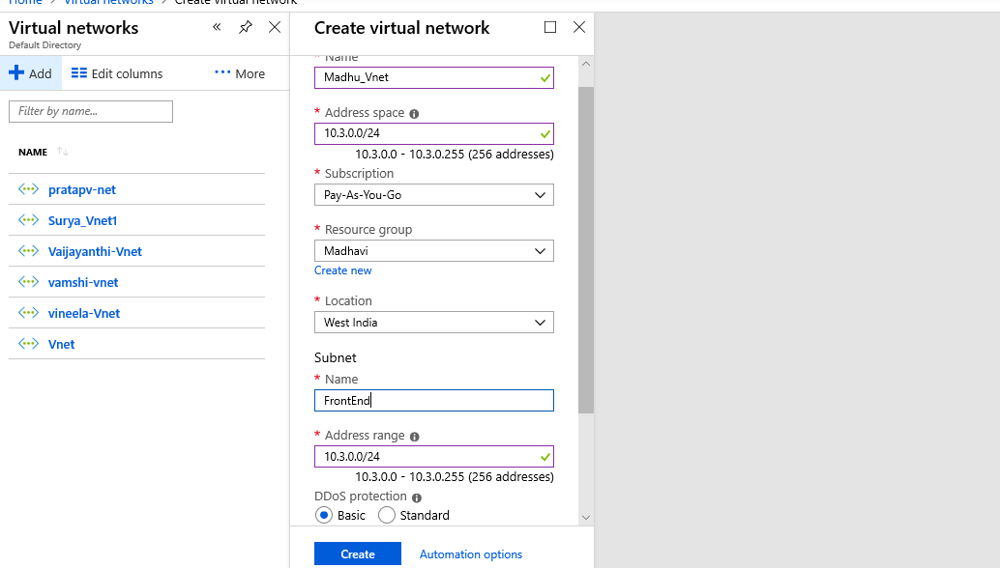 Home > Virtual networks > Create virtual network
Virtual networks
Default Directory
Add
Edit columns
More
Filter by name...
NAME
pratapv-net
Surya_Vnet1
Vaijayanthi-Vnet
vamshi-vnet
vineela-Vnet
Vnet
Create virtual network
* Name
Madhu_Vnet
* Address space
10.3.0.0/24
10.3.0.0 - 10.3.0.255 (256 addresses)
* Subscription
Pay-As-You-Go
* Resource group
Madhavi
Create new
* Location
West India
Subnet
* Name
FrontEnd
* Address range
10.3.0.0/24
10.3.0.0 - 10.3.0.255 (256 addresses)
DDoS protection
Basic
Standard
Create
Automation options